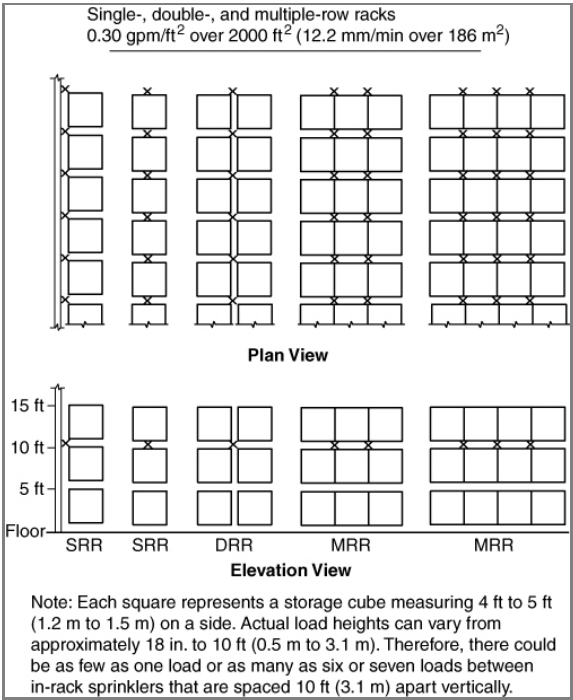 Single-, double-, and multiple-row racks
0.30 gpm/ft² over 2000 ft² (12.2 mm/min over 186 m²)
Plan View
15 ft
10 ft
5 ft
Floor
SRR SRR DRR MRR MRR
Elevation View
Note: Each square represents a storage cube measuring 4 ft to 5 ft
(1.2 m to 1.5 m) on a side. Actual load heights can vary from
approximately 18 in. to 10 ft (0.5 m to 3.1 m). Therefore, there could
be as few as one load or as many as six or seven loads between
in-rack sprinklers that are spaced 10 ft (3.1 m) apart vertically.